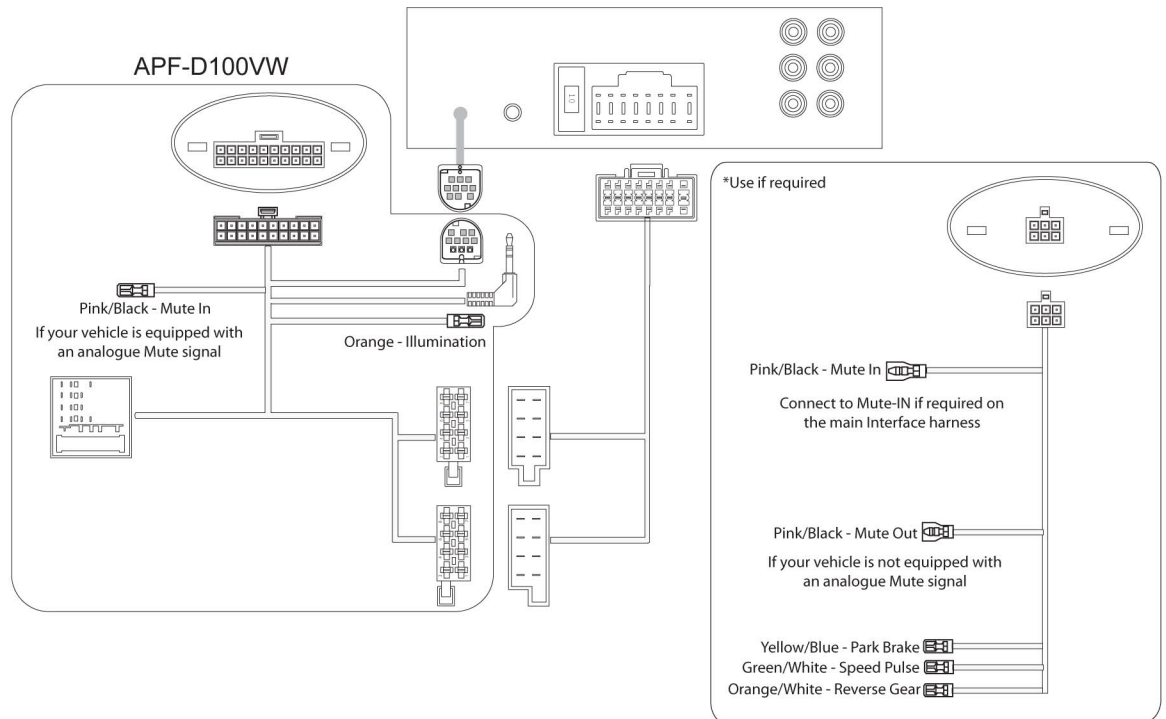 APF-D100VW
10
*Use if required
Pink/Black - Mute In
If your vehicle is equipped with
an analogue Mute signal
Orange - Illumination
Pink/Black - Mute In
Connect to Mute-IN if required on
the main Interface harness
Pink/Black - Mute Out
If your vehicle is not equipped with
an analogue Mute signal
Yellow/Blue - Park Brake
Green/White - Speed Pulse
Orange/White - Reverse Gear